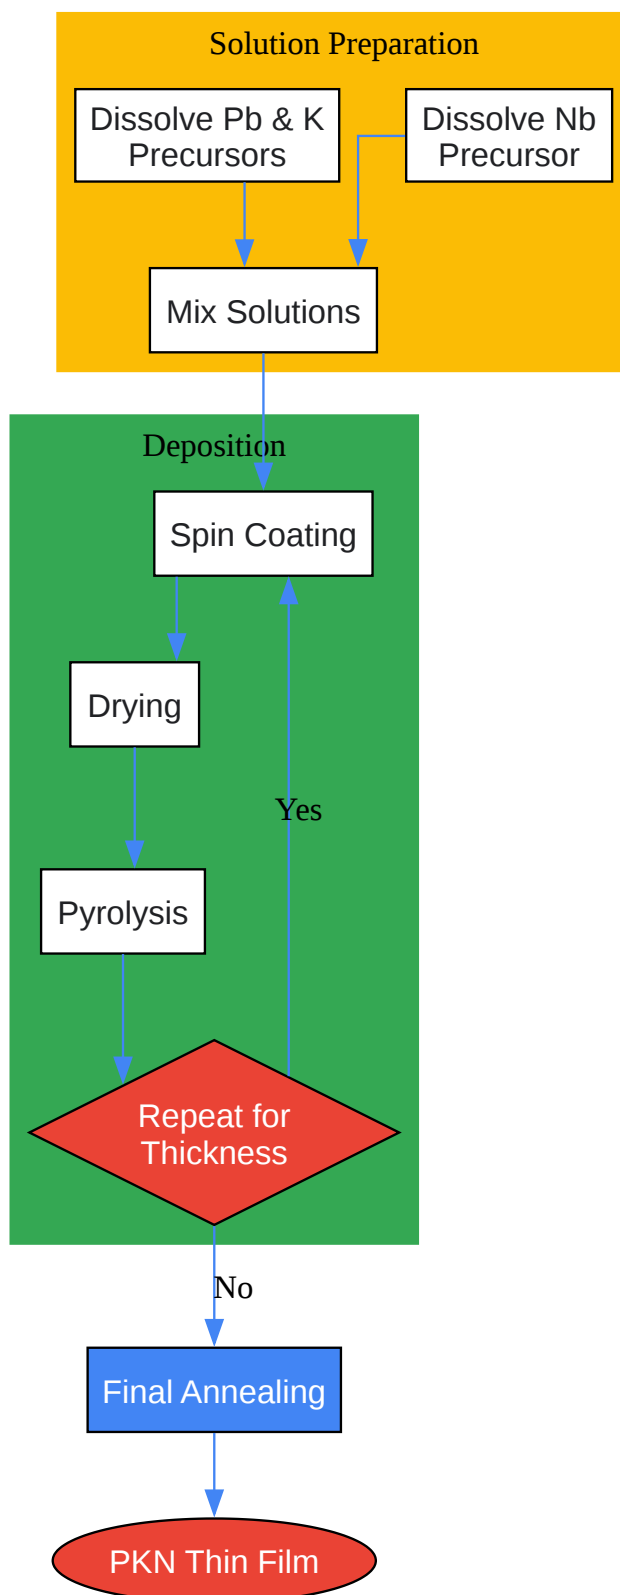 Solution Preparation
Dissolve Pb & K
Precursors
Dissolve Nb
Precursor
Mix Solutions
Deposition
Spin Coating
Drying
Yes
Pyrolysis
Repeat for
Thickness
No
Final Annealing
PKN Thin Film